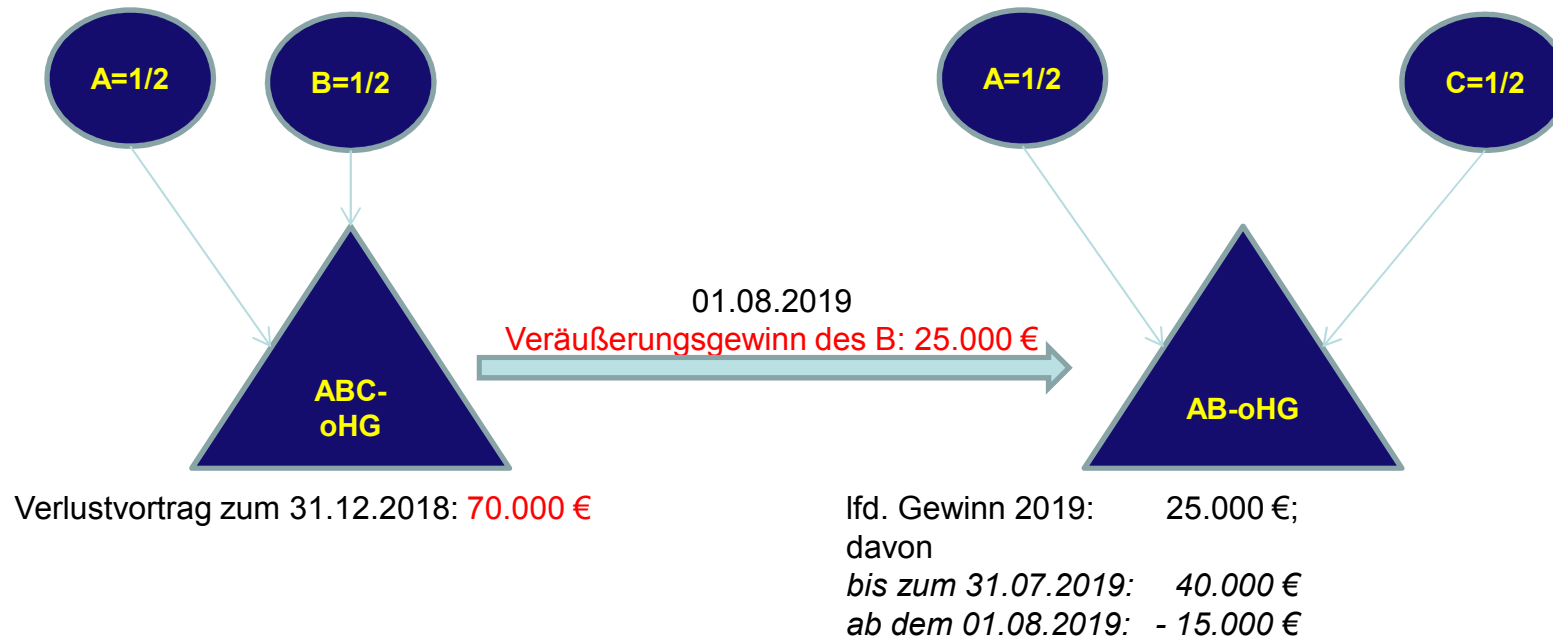 A=1/2
B=1/2
A=1/2
C=1/2
01.08.2019
Veräußerungsgewinn des B: 25.000 €
ABC-
oHG
AB-oHG
Verlustvortrag zum 31.12.2018: 70.000 €
lfd. Gewinn 2019: 25.000 €;
davon
bis zum 31.07.2019: 40.000 €
ab dem 01.08.2019: - 15.000 €